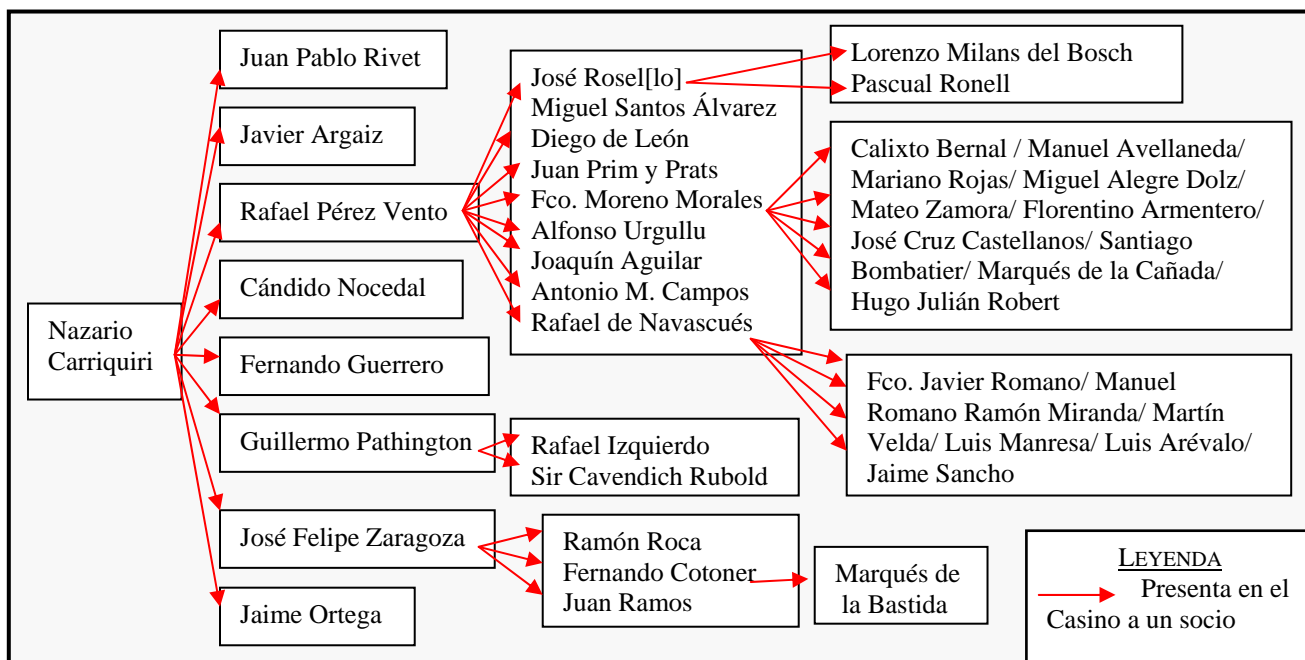 Nazario
Carriquiri
Juan Pablo Rivet
Javier Argaiz
Rafael Pérez Vento
Cándido Nocedal
Fernando Guerrero
Guillermo Pathington
José Felipe Zaragoza
Jaime Ortega
José Rosel[lo]
Miguel Santos Álvarez
Diego de León
Juan Prim y Prats
Fco. Moreno Morales
Alfonso Urgullu
Joaquín Aguilar
Antonio M. Campos
Rafael de Navascués
Rafael Izquierdo
Sir Cavendich Rubold
Ramón Roca
Fernando Cotoner
Juan Ramos
Lorenzo Milans del Bosch
Pascual Ronell
Calixto Bernal / Manuel Avellaneda/
Mariano Rojas/ Miguel Alegre Dolz/
Mateo Zamora/ Florentino Armentero/
José Cruz Castellanos/ Santiago
Bombatier/ Marqués de la Cañada/
Hugo Julián Robert
Fco. Javier Romano/ Manuel
Romano Ramón Miranda/ Martín
Velda/ Luis Manresa/ Luis Arévalo/
Jaime Sancho
Marqués de
la Bastida
LEYENDA
Presenta en el
Casino a un socio